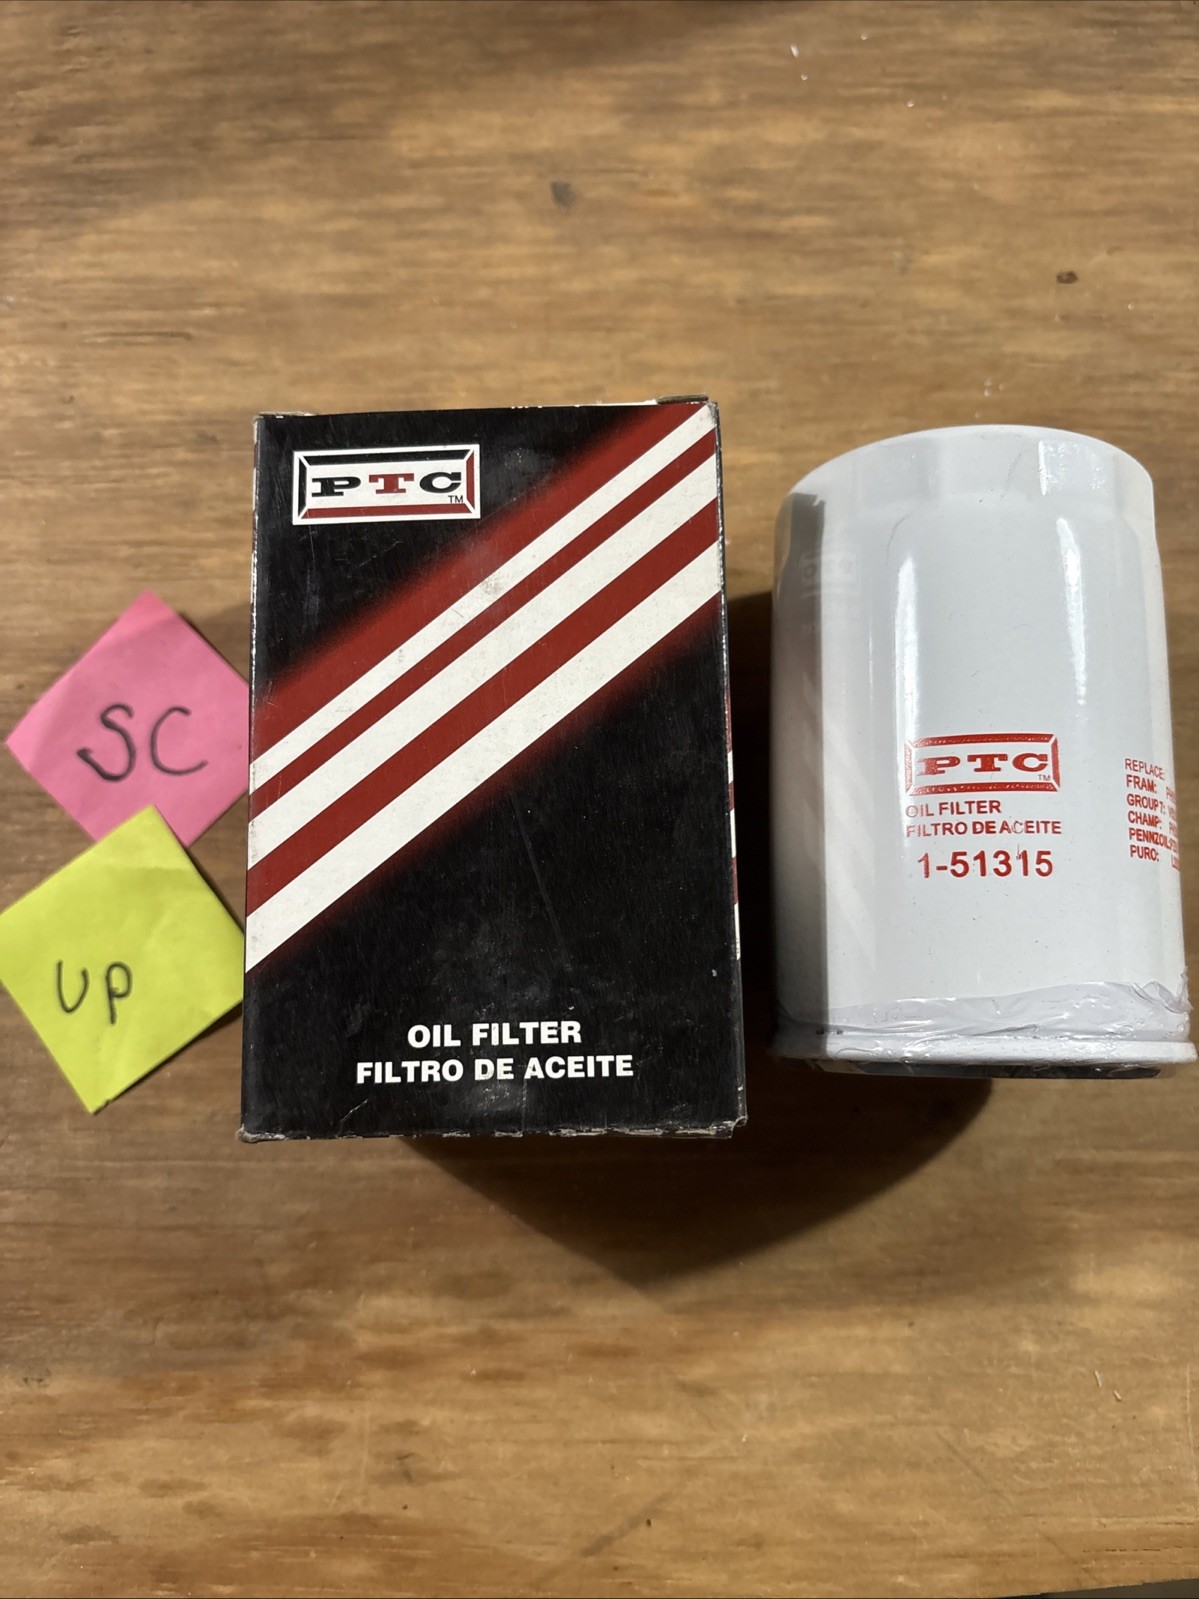 PTC
TM
OIL FILTER
FILTRO DE ACEITE
SC
UP
PTC
TM
OIL FILTER
FILTRO DE ACEITE
1-51315
REPLACE
FRAM:
GROUP 7:
CHAMP:
PENNZOIL:
PURO: